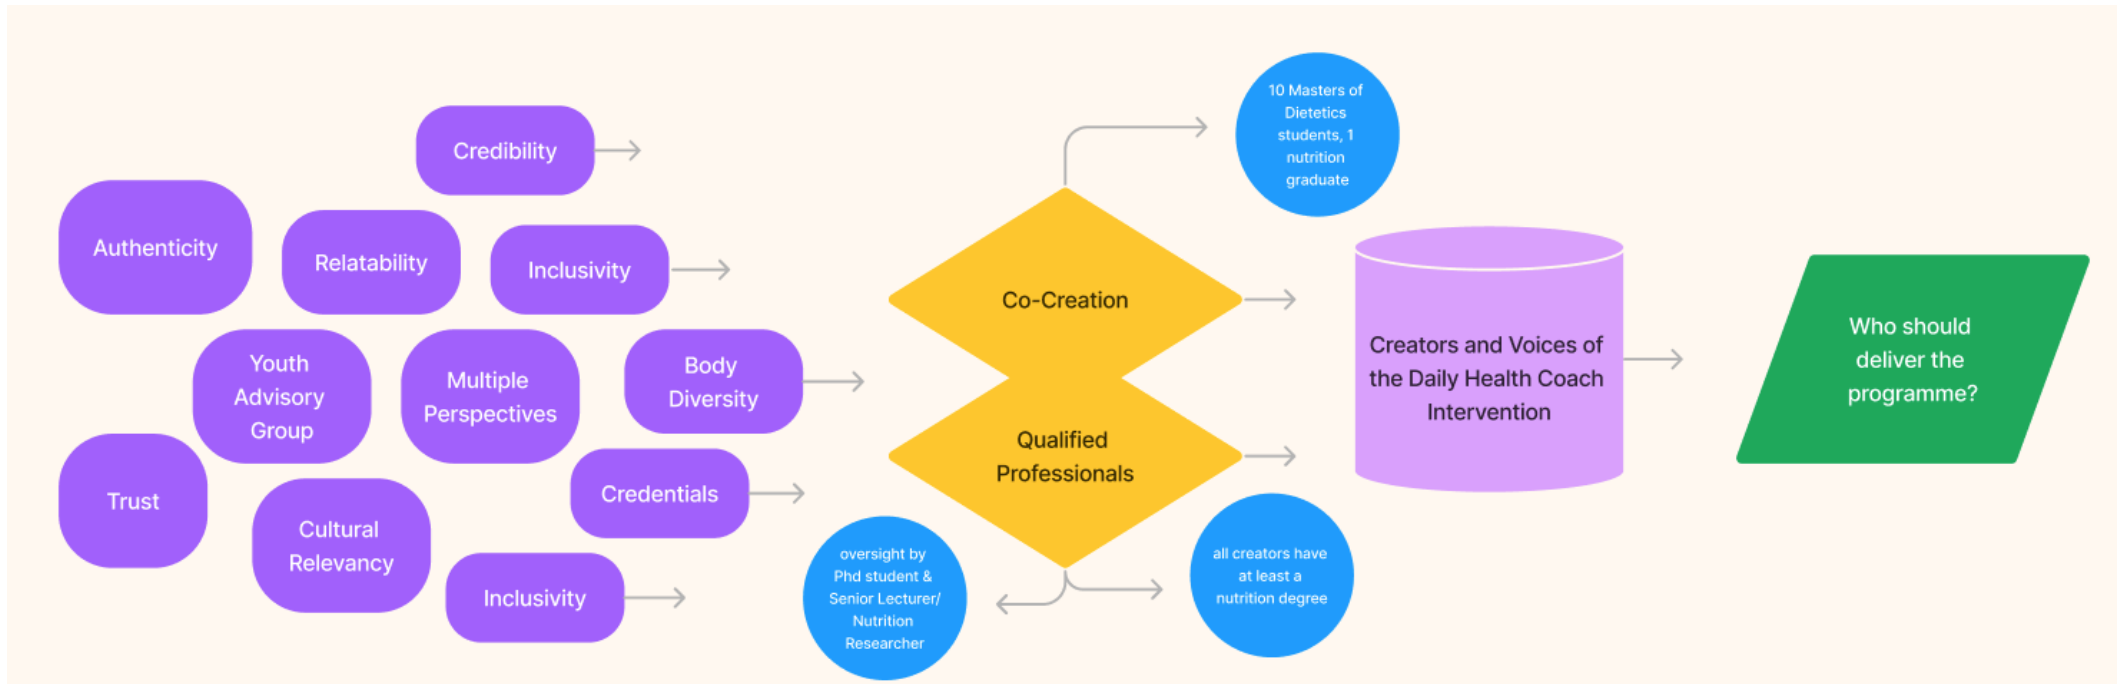 Credibility
Authenticity
Relatability
Inclusivity
Youth
Advisory
Group
Multiple
Perspectives
Body
Diversity
Trust
Cultural
Relevancy
Credentials
Inclusivity
Co-Creation
Qualified
Professionals
10 Masters of
Dietetics
students, 1
nutrition
graduate
oversight by
Phd student &
Senior Lecturer/
Nutrition
Researcher
all creators have
at least a
nutrition degree
Creators and Voices of
the Daily Health Coach
Intervention
Who should
deliver the
programme?